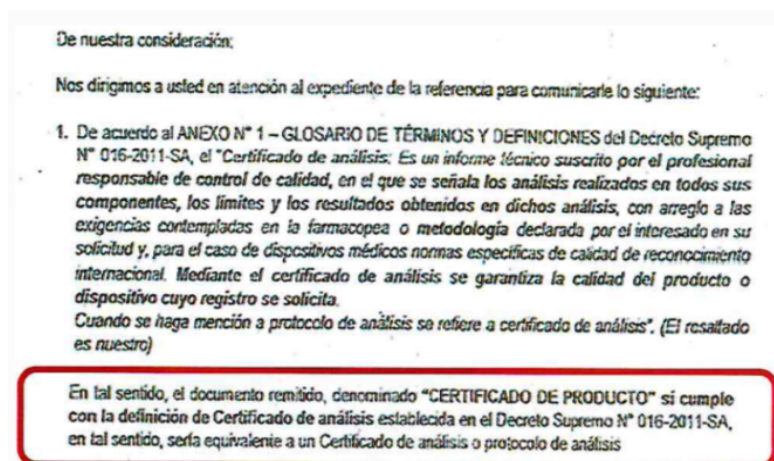 De nuestra consideración:
Nos dirigimos a usted en atención al expediente de la referencia para comunicarle lo siguiente:
1. De acuerdo al ANEXO N° 1 – GLOSARIO DE TÉRMINOS Y DEFINICIONES del Decreto Supremo
N° 016-2011-SA, el "Certificado de análisis: Es un informe técnico suscrito por el profesional
responsable de control de calidad, en el que se señala los análisis realizados en todos sus
componentes, los límites y los resultados obtenidos en dichos análisis, con arreglo a las
exigencias contempladas en la farmacopea o metodología declarada por el interesado en su
solicitud y, para el caso de dispositivos médicos normas específicas de calidad de reconocimiento
internacional. Mediante el certificado de análisis se garantiza la calidad del producto o
dispositivo cuyo registro se solicita.
Cuando se haga mención a protocolo de análisis se refiere a certificado de análisis". (El resaltado
es nuestro)
En tal sentido, el documento remitido, denominado "CERTIFICADO DE PRODUCTO" si cumple
con la definición de Certificado de análisis establecida en el Decreto Supremo N° 016-2011-SA,
en tal sentido, sería equivalente a un Certificado de análisis o protocolo de análisis